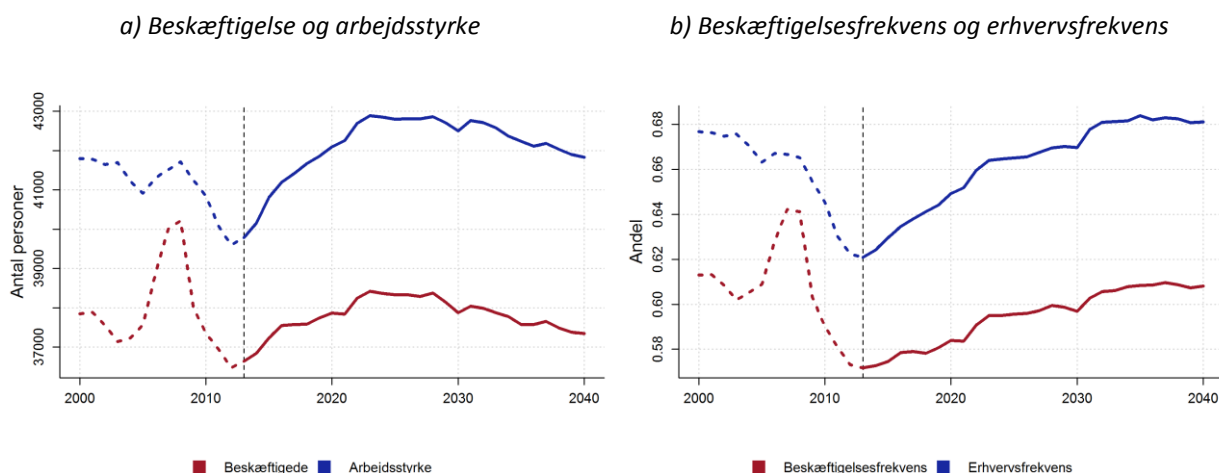 a) Beskæftigelse og arbejdsstyrke
Antal personer
43000
41000
39000
37000
2000 2010 2020 2030 2040
Beskæftigede Arbejdsstyrke
b) Beskæftigelsesfrekvens og erhvervsfrekvens
Andel
0.68
0.66
0.64
0.62
0.60
0.58
2000 2010 2020 2030 2040
Beskæftigelsesfrekvens Erhvervsfrekvens